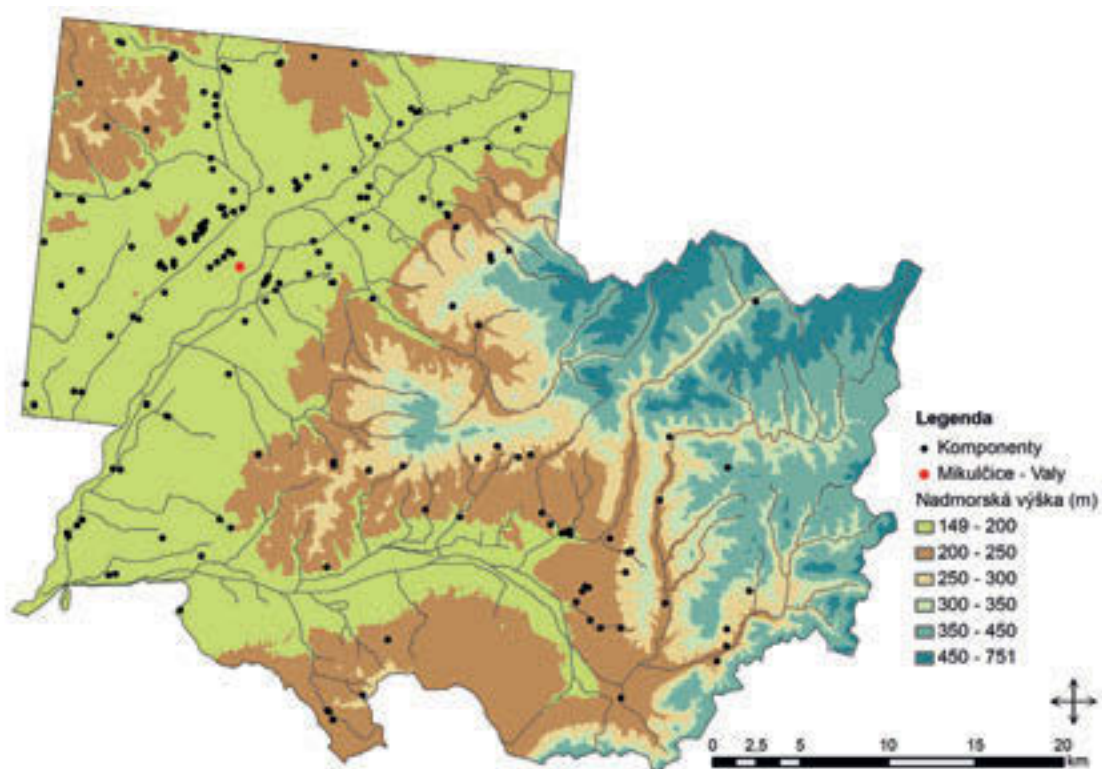 Legenda
Komponenty
Mikulčice - Valy
Nadmorská výška (m)
149 - 200
200 - 250
250 - 300
300 - 350
350 - 450
450 - 751
0 2,5 5 10 15 20
km